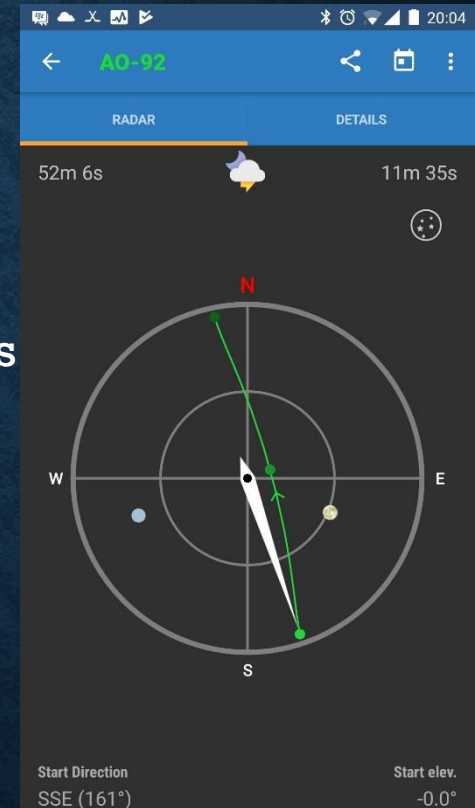 20:04
AO-92
RADAR DETAILS
52m 6s 11m 35s
N
s
W E
S
Start Direction Start elev.
SSE (161°) -0.0°